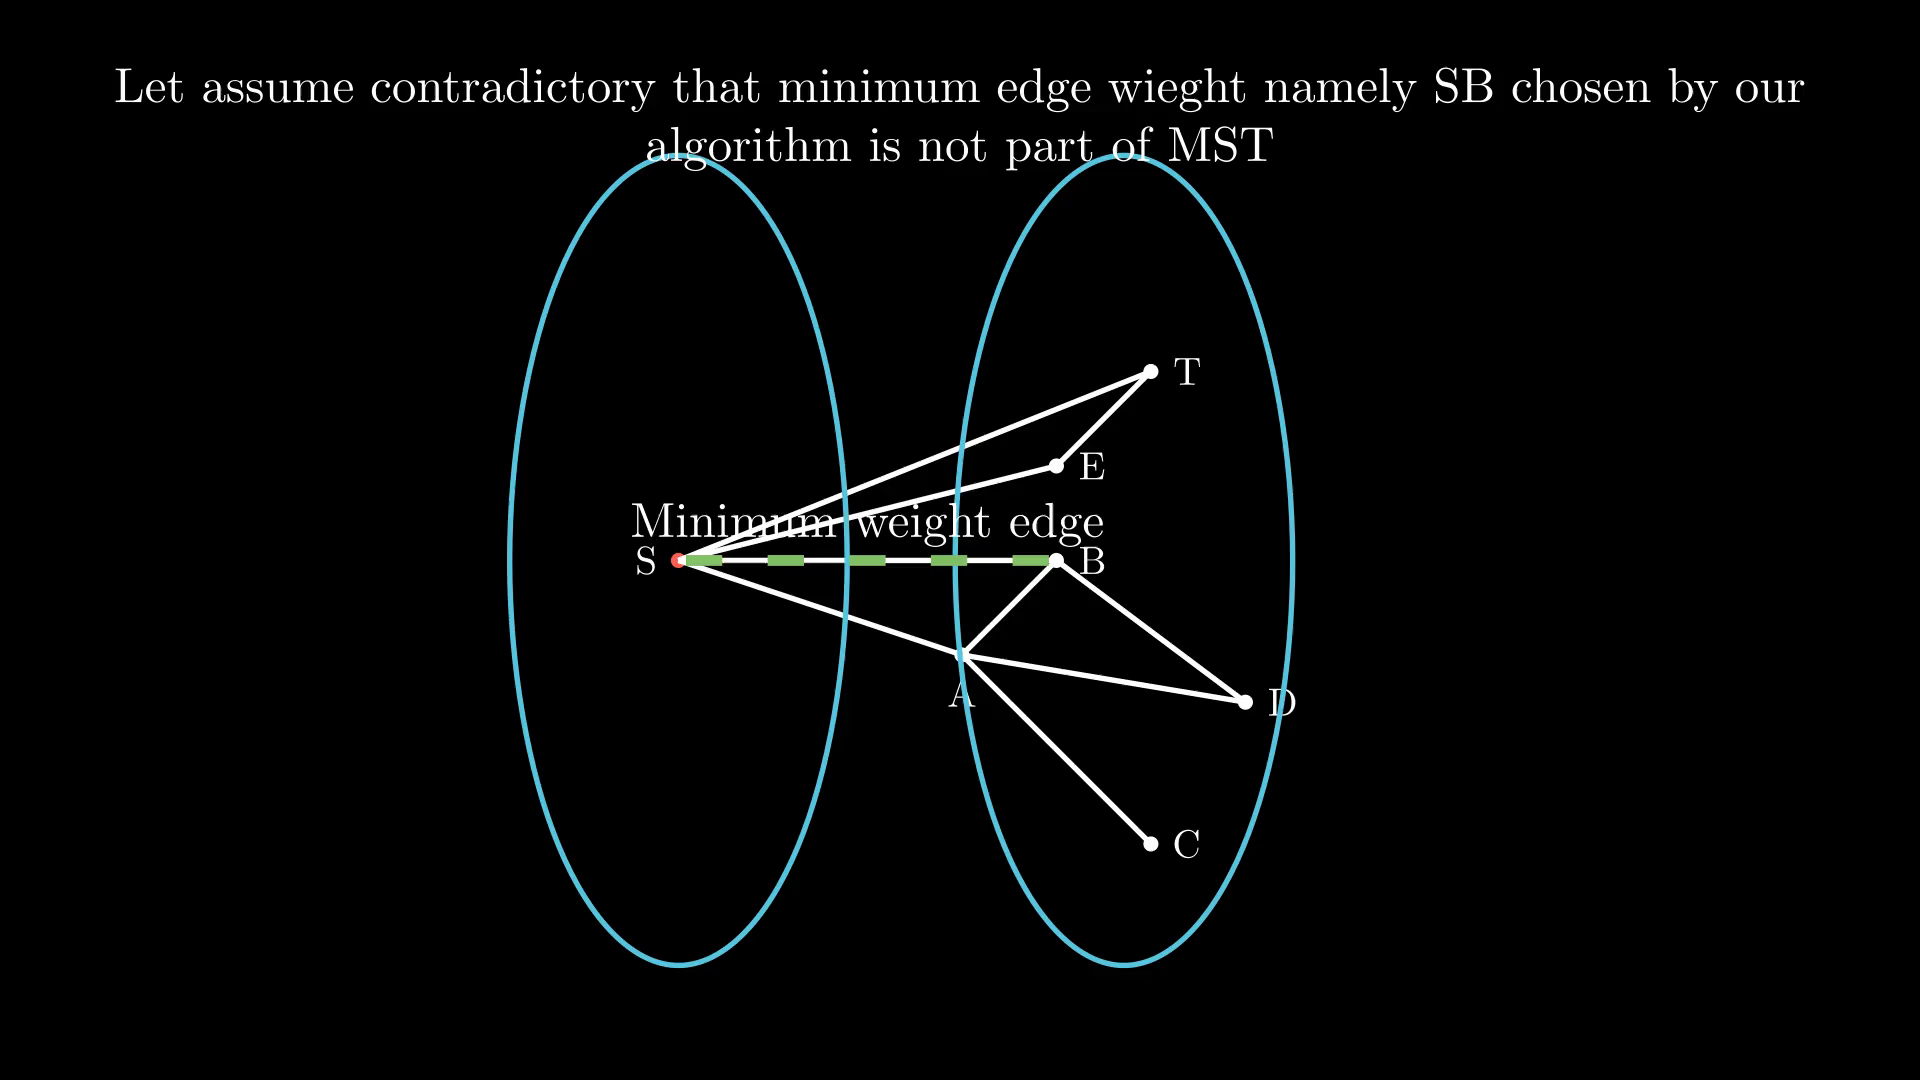 Let assume contradictory that minimum edge wieght namely SB chosen by our
algorithm is not part of MST
T
E
Minimum weight edge
S
B
A
D
C